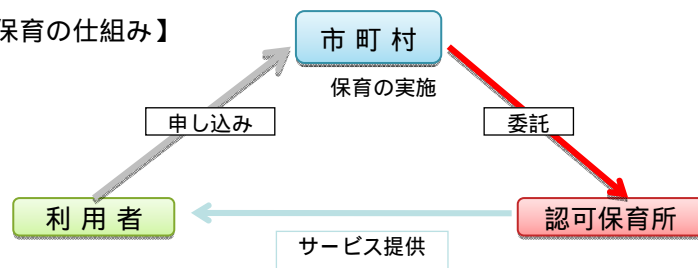 保育の仕組み】
市町村
保育の実施
申し込み
委託
利用者
認可保育所
サービス提供